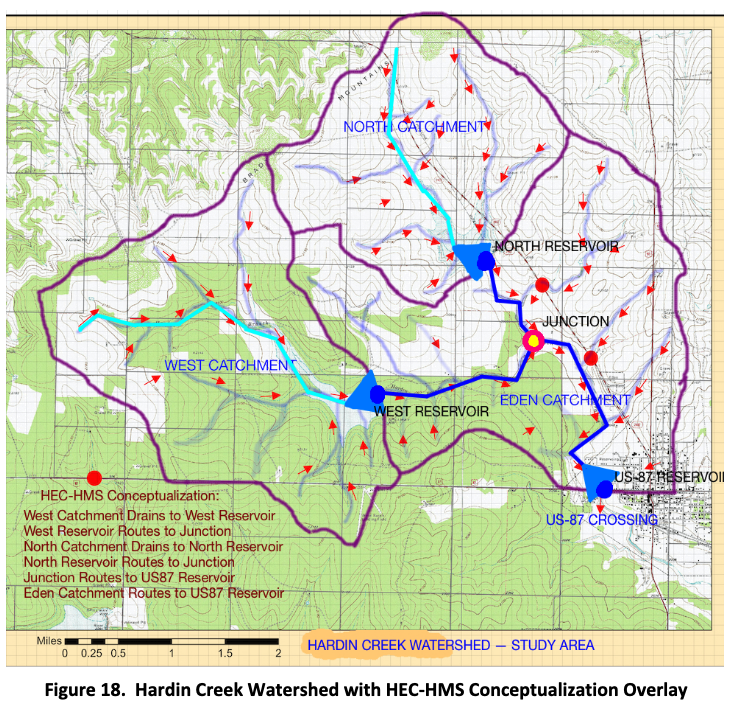 MOUNTAINS
NORTH CATCHMENT
BRADY
NORTH RESERVOIR
JUNCTION
WEST CATCHMENT
EDEN CATCHMENT
WEST RESERVOIR
US-87 RESERVOI
HEC-HMS Conceptualization:
US-87 CROSSING
West Catchment Drains to West Reservoir
West Reservoir Routes to Junction
North Catchment Drains to North Reservoir
North Reservoir Routes to Junction
Junction Routes to US87 Reservoir
Eden Catchment Routes to US87 Reservoir
Miles
0 0.25 0.5 1 1.5 2
HARDIN CREEK WATERSHED — STUDY AREA
Figure 18. Hardin Creek Watershed with HEC-HMS Conceptualization Overlay